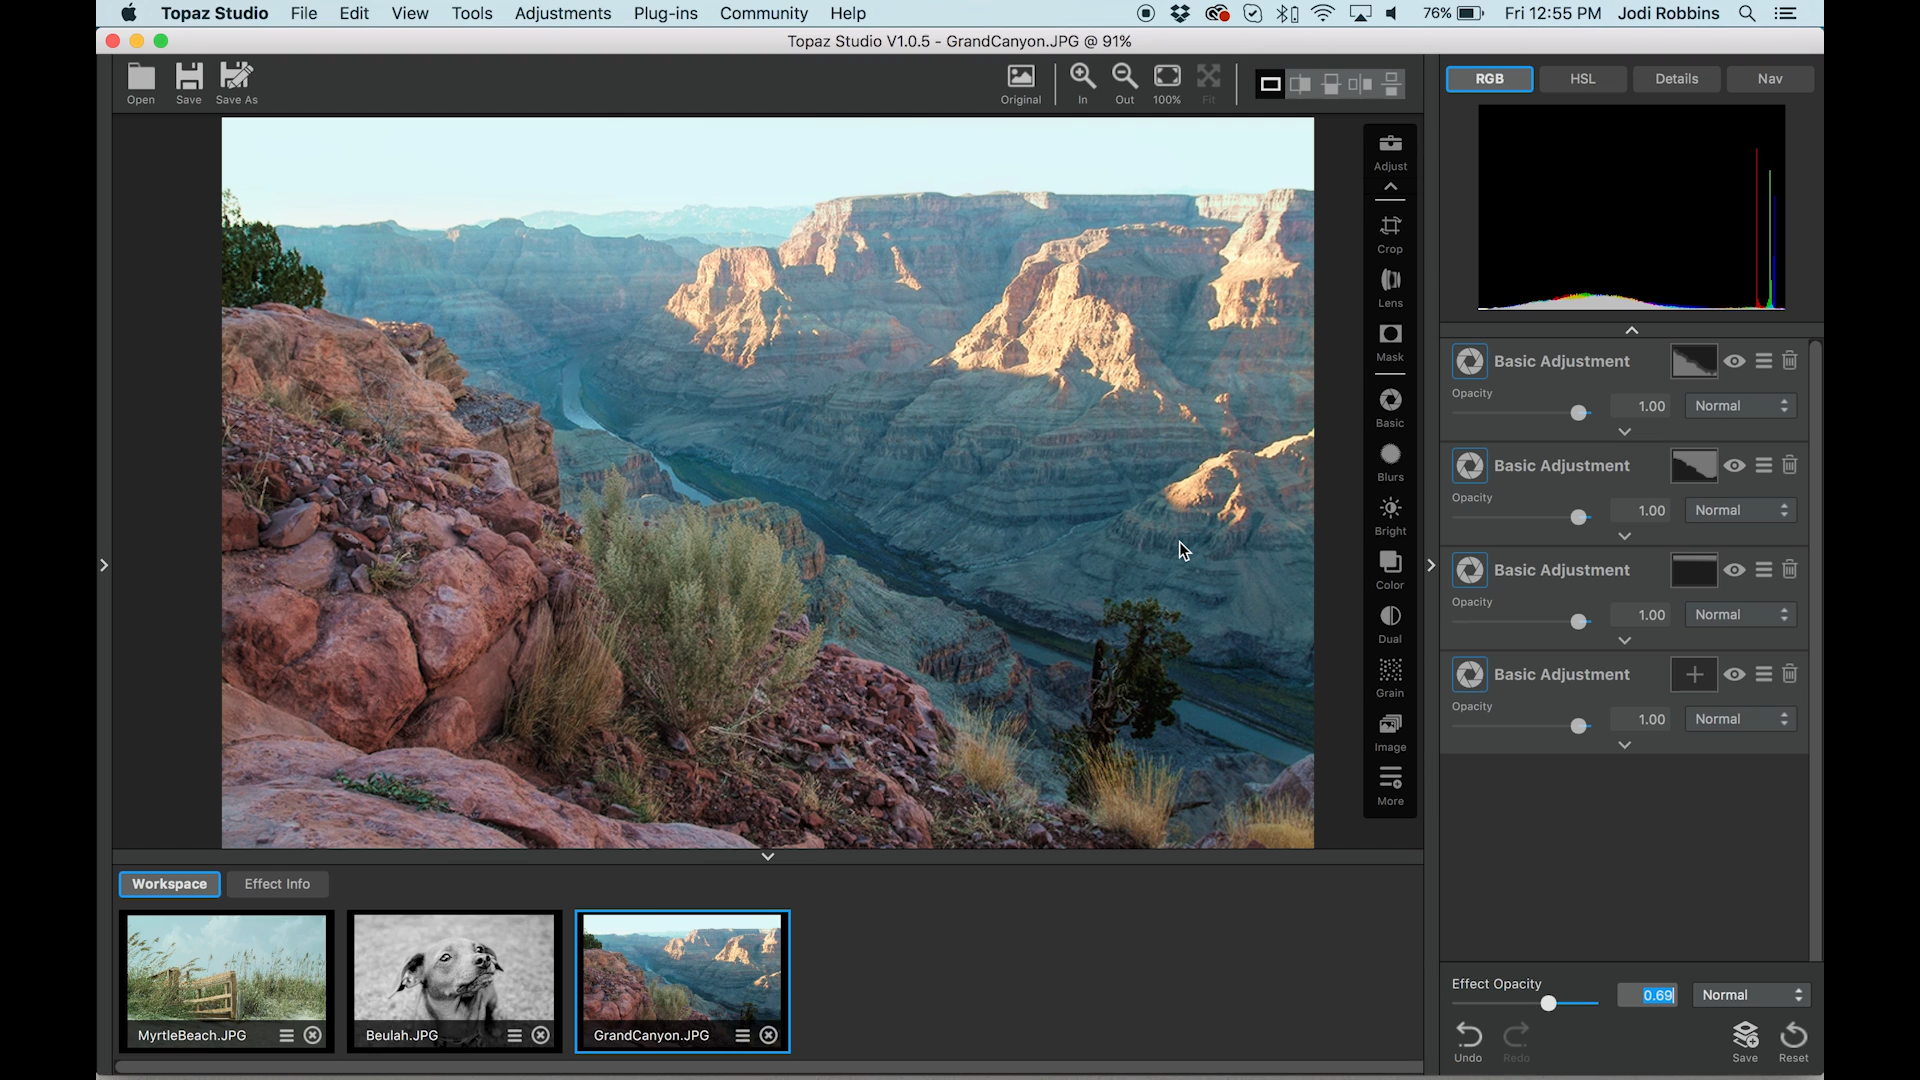 Topaz Studio File Edit View Tools Adjustments Plug-ins Community Help 76% Fri 12:55 PM Jodi Robbins
Topaz Studio V1.0.5 - GrandCanyon.JPG @ 91%
Open Save Save As Original In Out 100% Fit
RGB HSL Details Nav
Adjust
Crop
Lens
Mask
Basic
Blurs
Bright
Color
Dual
Grain
Image
More
Basic Adjustment
Opacity 1.00 Normal
Basic Adjustment
Opacity 1.00 Normal
Basic Adjustment
Opacity 1.00 Normal
Basic Adjustment
Opacity 1.00 Normal
Workspace Effect Info
MyrtleBeach.JPG Beulah.JPG GrandCanyon.JPG
Effect Opacity 0.69 Normal
Undo Redo Save Reset